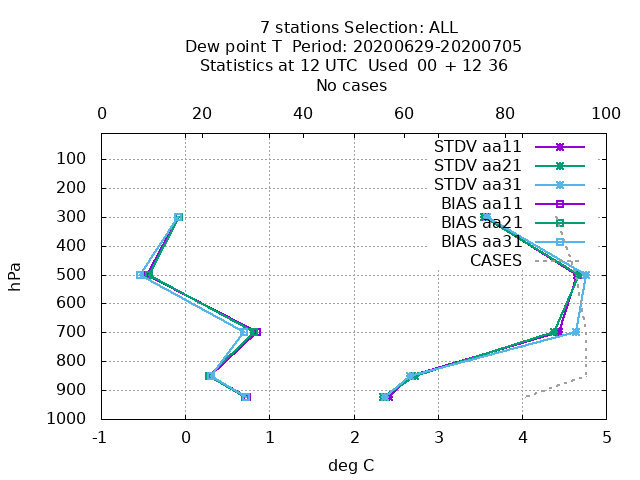 7 stations Selection: ALL
Dew point T  Period: 20200629-20200705
Statistics at 12 UTC  Used  00 + 12 36
No cases
0 20 40 60 80 100
STDV aa11
100
STDV aa21
STDV aa31
200
BIAS aa11
300
BIAS aa21
BIAS aa31
400
CASES
500
hPa
600
700
800
900
1000
-1 0 1 2 3 4 5
deg C